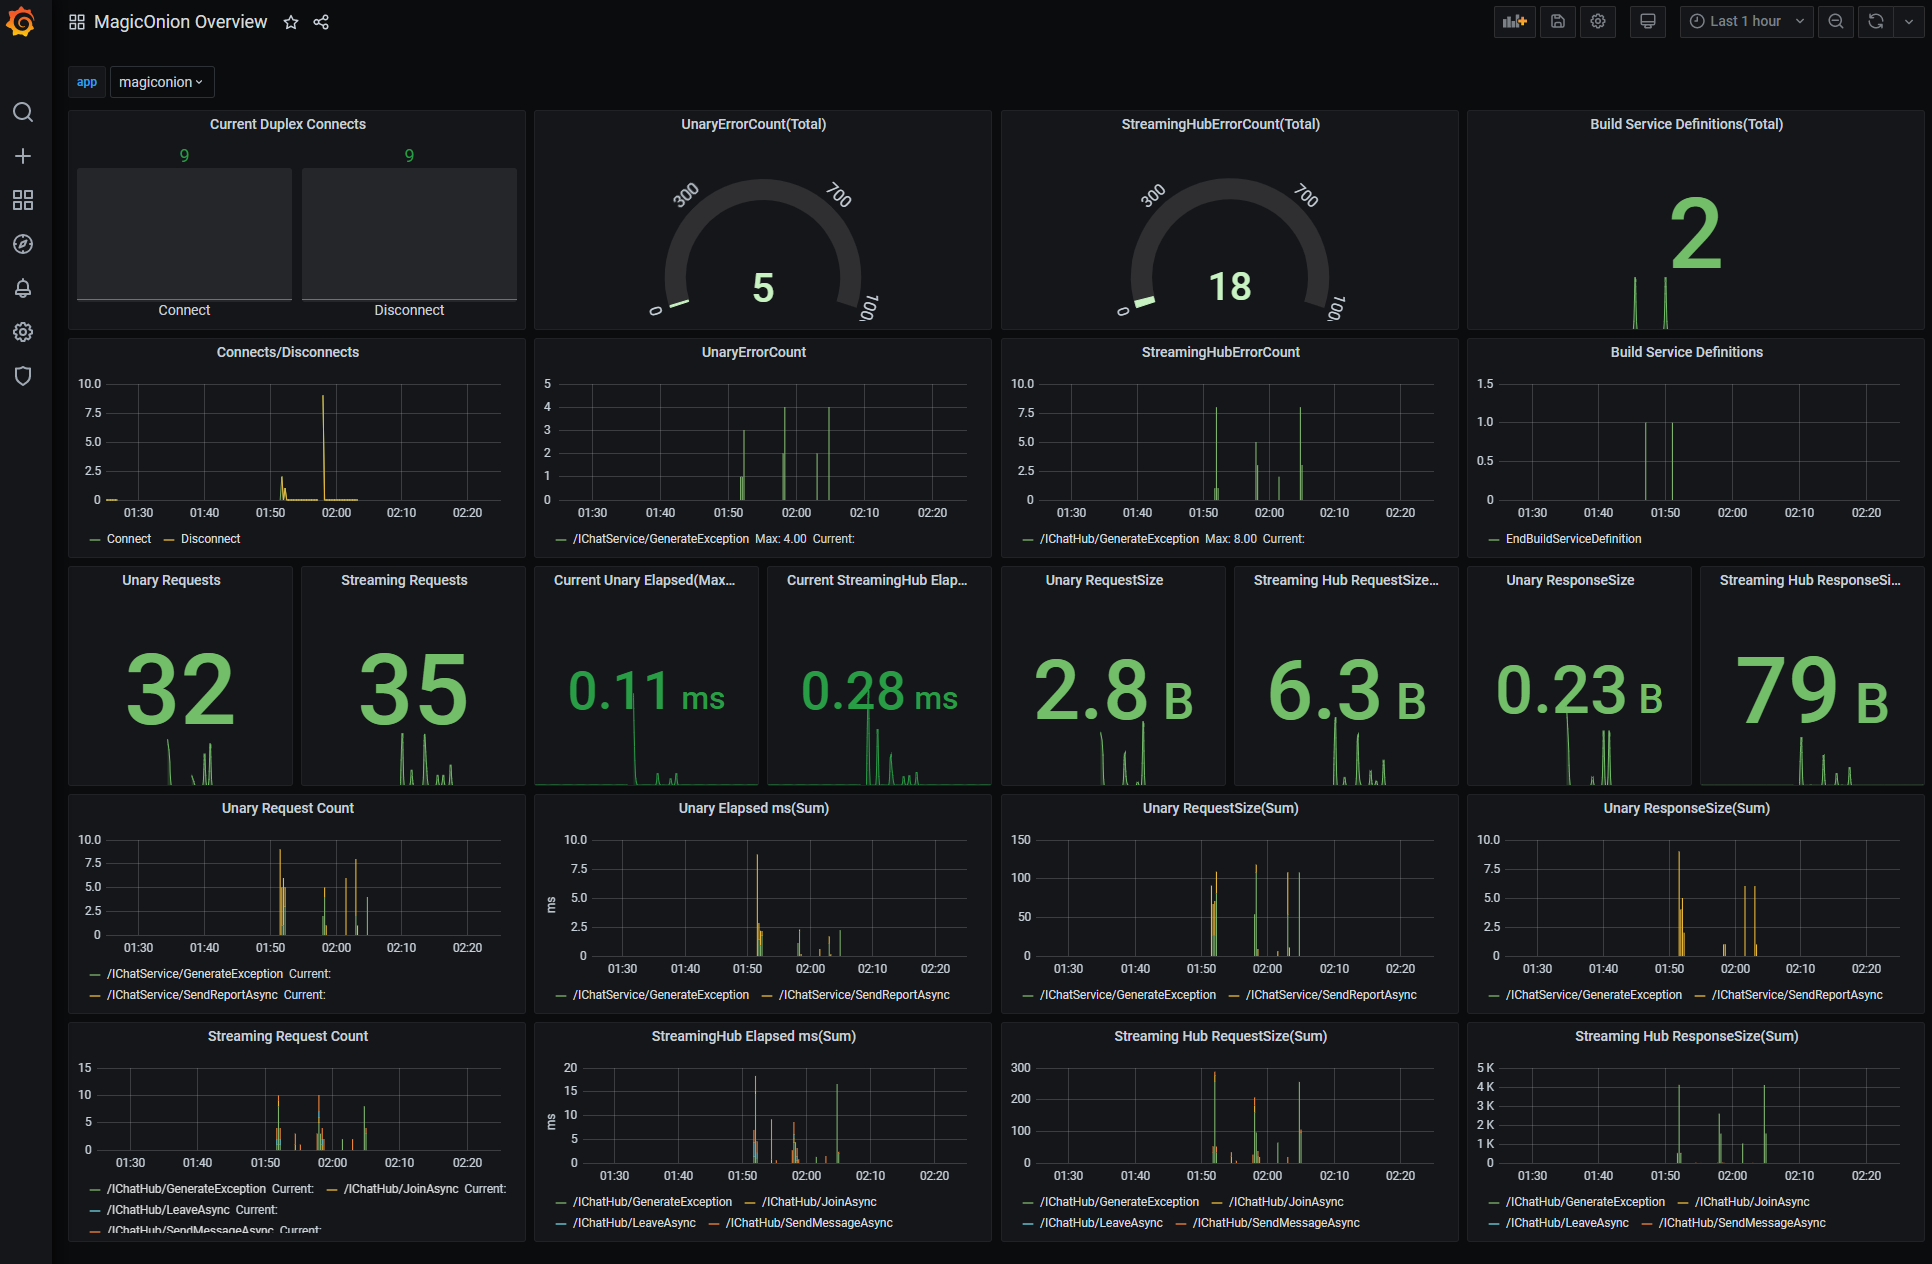 MagicOnion Overview
Last 1 hour
app
magiconion
Current Duplex Connects
9
9
Connect
Disconnect
UnaryErrorCount(Total)
300
700
5
0
StreamingHubErrorCount(Total)
300
700
18
0
Build Service Definitions(Total)
2
Connects/Disconnects
10.0
7.5
5.0
2.5
0
01:30 01:40 01:50 02:00 02:10 02:20
Connect Disconnect
UnaryErrorCount
5
4
3
2
1
0
01:30 01:40 01:50 02:00 02:10 02:20
/IChatService/GenerateException Max: 4.00 Current:
StreamingHubErrorCount
10.0
7.5
5.0
2.5
0
01:30 01:40 01:50 02:00 02:10 02:20
/IChatHub/GenerateException Max: 8.00 Current:
Build Service Definitions
1.5
1.0
0.5
0
01:30 01:40 01:50 02:00 02:10 02:20
EndBuildServiceDefinition
Unary Requests
32
Streaming Requests
35
Current Unary Elapsed(Max...
0.11 ms
Current StreamingHub Elap...
0.28 ms
Unary RequestSize
2.8 B
Streaming Hub RequestSize...
6.3 B
Unary ResponseSize
0.23 B
Streaming Hub ResponseSi...
79 B
Unary Request Count
10.0
7.5
5.0
2.5
0
01:30 01:40 01:50 02:00 02:10 02:20
/IChatService/GenerateException Current:
/IChatService/SendReportAsync Current:
Unary Elapsed ms(Sum)
ms
10.0
7.5
5.0
2.5
0
01:30 01:40 01:50 02:00 02:10 02:20
/IChatService/GenerateException /IChatService/SendReportAsync
Unary RequestSize(Sum)
150
100
50
0
01:30 01:40 01:50 02:00 02:10 02:20
/IChatService/GenerateException /IChatService/SendReportAsync
Unary ResponseSize(Sum)
10.0
7.5
5.0
2.5
0
01:30 01:40 01:50 02:00 02:10 02:20
/IChatService/GenerateException /IChatService/SendReportAsync
Streaming Request Count
15
10
5
0
01:30 01:40 01:50 02:00 02:10 02:20
/IChatHub/GenerateException Current: /IChatHub/JoinAsync Current:
/IChatHub/LeaveAsync Current:
/IChatHub/SendMessageAsync Current:
StreamingHub Elapsed ms(Sum)
ms
20
15
10
5
0
01:30 01:40 01:50 02:00 02:10 02:20
/IChatHub/GenerateException /IChatHub/JoinAsync
/IChatHub/LeaveAsync /IChatHub/SendMessageAsync
Streaming Hub RequestSize(Sum)
300
200
100
0
01:30 01:40 01:50 02:00 02:10 02:20
/IChatHub/GenerateException /IChatHub/JoinAsync
/IChatHub/LeaveAsync /IChatHub/SendMessageAsync
Streaming Hub ResponseSize(Sum)
5 K
4 K
3 K
2 K
1 K
0
01:30 01:40 01:50 02:00 02:10 02:20
/IChatHub/GenerateException /IChatHub/JoinAsync
/IChatHub/LeaveAsync /IChatHub/SendMessageAsync